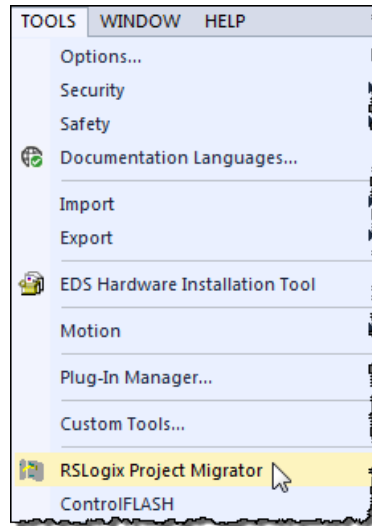 TOOLS WINDOW HELP
Options...
Security
Safety
Documentation Languages...
Import
Export
EDS Hardware Installation Tool
Motion
Plug-In Manager...
Custom Tools...
RSLogix Project Migrator
ControlFLASH